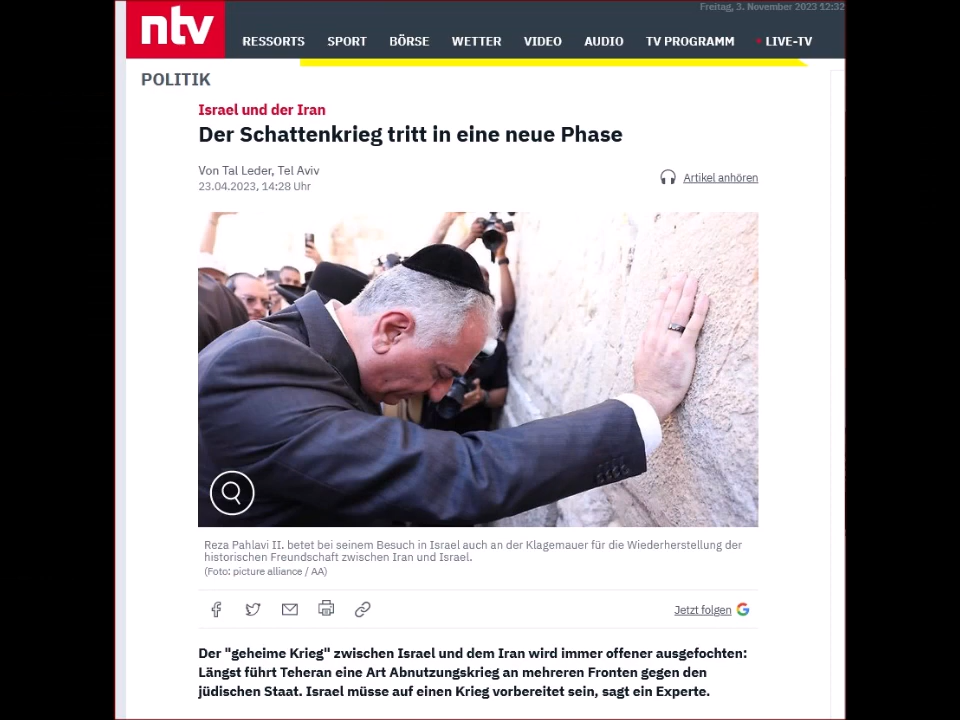 Freitag, 3. November 2023 12:32
ntv
RESSORTS SPORT BÖRSE WETTER VIDEO AUDIO TV PROGRAMM LIVE-TV
POLITIK
Israel und der Iran
Der Schattenkrieg tritt in eine neue Phase
Von Tal Leder, Tel Aviv
23.04.2023, 14:28 Uhr
Artikel anhören
Reza Pahlavi II. betet bei seinem Besuch in Israel auch an der Klagemauer für die Wiederherstellung der
historischen Freundschaft zwischen Iran und Israel.
(Foto: picture alliance / AA)
Jetzt folgen
Der "geheime Krieg" zwischen Israel und dem Iran wird immer offener ausgefochten:
Längst führt Teheran eine Art Abnutzungskrieg an mehreren Fronten gegen den
jüdischen Staat. Israel müsse auf einen Krieg vorbereitet sein, sagt ein Experte.